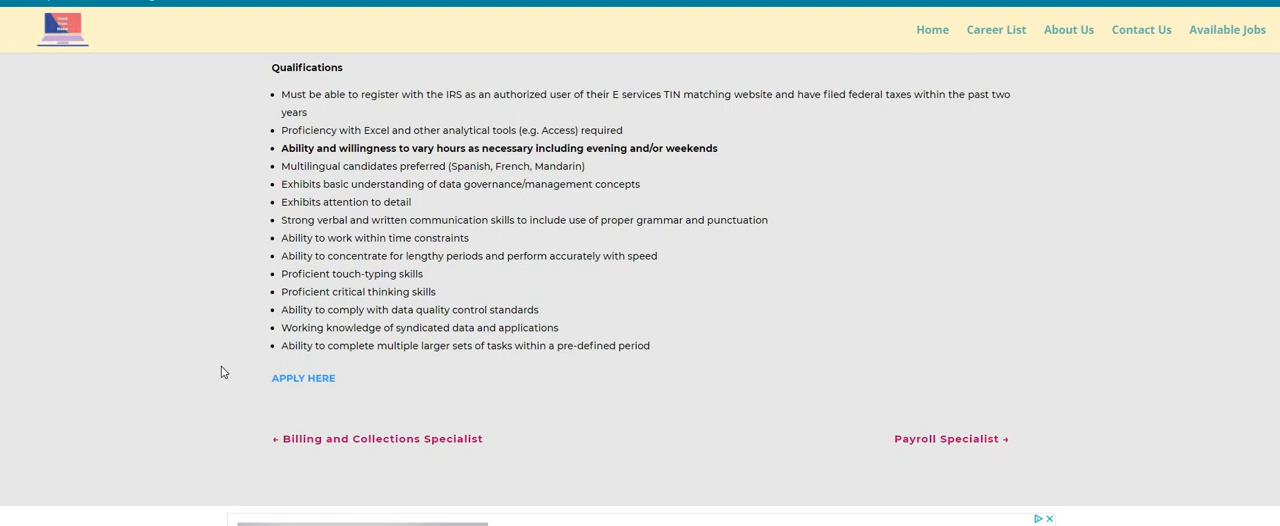 Work
From
Home
Home Career List About Us Contact Us Available Jobs
Qualifications
Must be able to register with the IRS as an authorized user of their E services TIN matching website and have filed federal taxes within the past two
years
Proficiency with Excel and other analytical tools (e.g. Access) required
Ability and willingness to vary hours as necessary including evening and/or weekends
Multilingual candidates preferred (Spanish, French, Mandarin)
Exhibits basic understanding of data governance/management concepts
Exhibits attention to detail
Strong verbal and written communication skills to include use of proper grammar and punctuation
Ability to work within time constraints
Ability to concentrate for lengthy periods and perform accurately with speed
Proficient touch-typing skills
Proficient critical thinking skills
Ability to comply with data quality control standards
Working knowledge of syndicated data and applications
Ability to complete multiple larger sets of tasks within a pre-defined period
APPLY HERE
← Billing and Collections Specialist
Payroll Specialist →